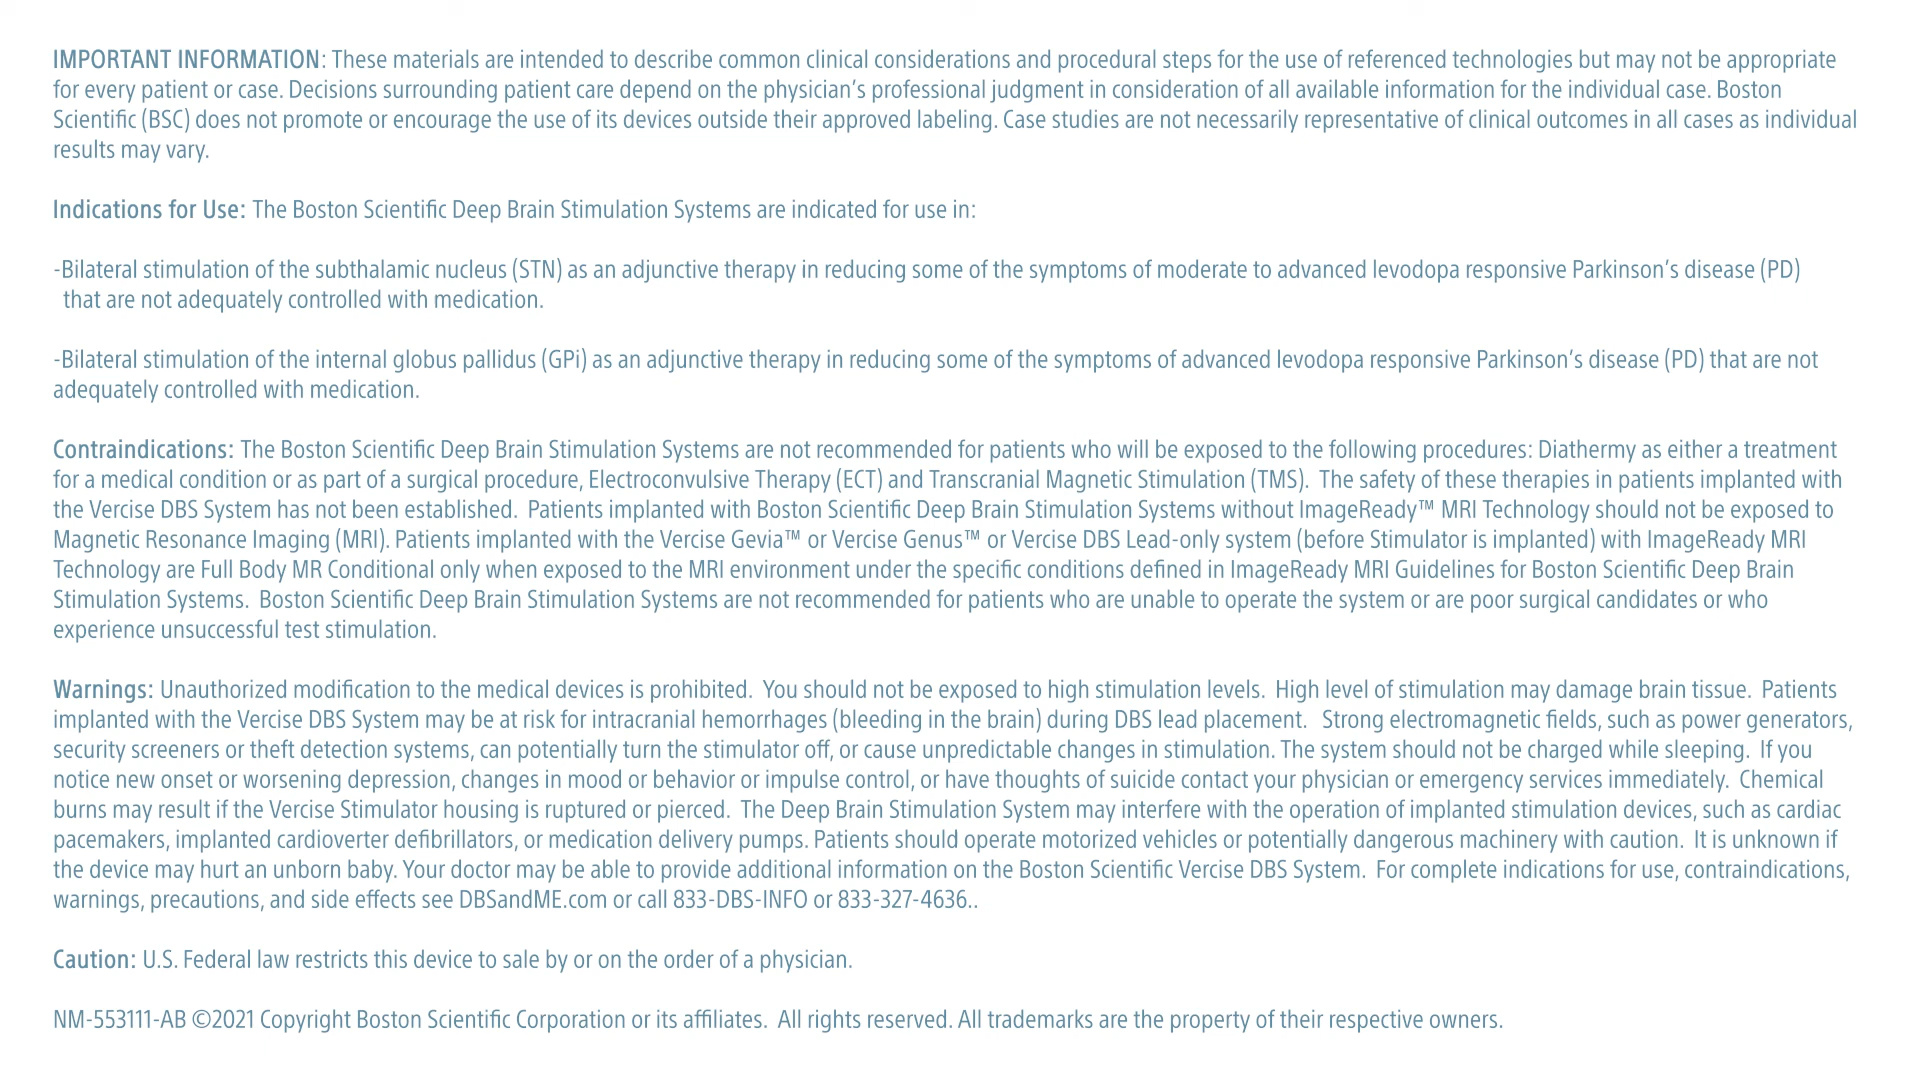 IMPORTANT INFORMATION: These materials are intended to describe common clinical considerations and procedural steps for the use of referenced technologies but may not be appropriate
for every patient or case. Decisions surrounding patient care depend on the physician’s professional judgment in consideration of all available information for the individual case. Boston
Scientific (BSC) does not promote or encourage the use of its devices outside their approved labeling. Case studies are not necessarily representative of clinical outcomes in all cases as individual
results may vary.
Indications for Use: The Boston Scientific Deep Brain Stimulation Systems are indicated for use in:
-Bilateral stimulation of the subthalamic nucleus (STN) as an adjunctive therapy in reducing some of the symptoms of moderate to advanced levodopa responsive Parkinson’s disease (PD)
that are not adequately controlled with medication.
-Bilateral stimulation of the internal globus pallidus (GPi) as an adjunctive therapy in reducing some of the symptoms of advanced levodopa responsive Parkinson’s disease (PD) that are not
adequately controlled with medication.
Contraindications: The Boston Scientific Deep Brain Stimulation Systems are not recommended for patients who will be exposed to the following procedures: Diathermy as either a treatment
for a medical condition or as part of a surgical procedure, Electroconvulsive Therapy (ECT) and Transcranial Magnetic Stimulation (TMS).  The safety of these therapies in patients implanted with
the Vercise DBS System has not been established.  Patients implanted with Boston Scientific Deep Brain Stimulation Systems without ImageReady™ MRI Technology should not be exposed to
Magnetic Resonance Imaging (MRI). Patients implanted with the Vercise Gevia™ or Vercise Genus™ or Vercise DBS Lead-only system (before Stimulator is implanted) with ImageReady MRI
Technology are Full Body MR Conditional only when exposed to the MRI environment under the specific conditions defined in ImageReady MRI Guidelines for Boston Scientific Deep Brain
Stimulation Systems.  Boston Scientific Deep Brain Stimulation Systems are not recommended for patients who are unable to operate the system or are poor surgical candidates or who
experience unsuccessful test stimulation.
Warnings: Unauthorized modification to the medical devices is prohibited.  You should not be exposed to high stimulation levels.  High level of stimulation may damage brain tissue.  Patients
implanted with the Vercise DBS System may be at risk for intracranial hemorrhages (bleeding in the brain) during DBS lead placement.   Strong electromagnetic fields, such as power generators,
security screeners or theft detection systems, can potentially turn the stimulator off, or cause unpredictable changes in stimulation. The system should not be charged while sleeping.  If you
notice new onset or worsening depression, changes in mood or behavior or impulse control, or have thoughts of suicide contact your physician or emergency services immediately.  Chemical
burns may result if the Vercise Stimulator housing is ruptured or pierced.  The Deep Brain Stimulation System may interfere with the operation of implanted stimulation devices, such as cardiac
pacemakers, implanted cardioverter defibrillators, or medication delivery pumps. Patients should operate motorized vehicles or potentially dangerous machinery with caution.  It is unknown if
the device may hurt an unborn baby. Your doctor may be able to provide additional information on the Boston Scientific Vercise DBS System.  For complete indications for use, contraindications,
warnings, precautions, and side effects see DBSandME.com or call 833-DBS-INFO or 833-327-4636..
Caution: U.S. Federal law restricts this device to sale by or on the order of a physician.
NM-553111-AB ©2021 Copyright Boston Scientific Corporation or its affiliates.  All rights reserved. All trademarks are the property of their respective owners.